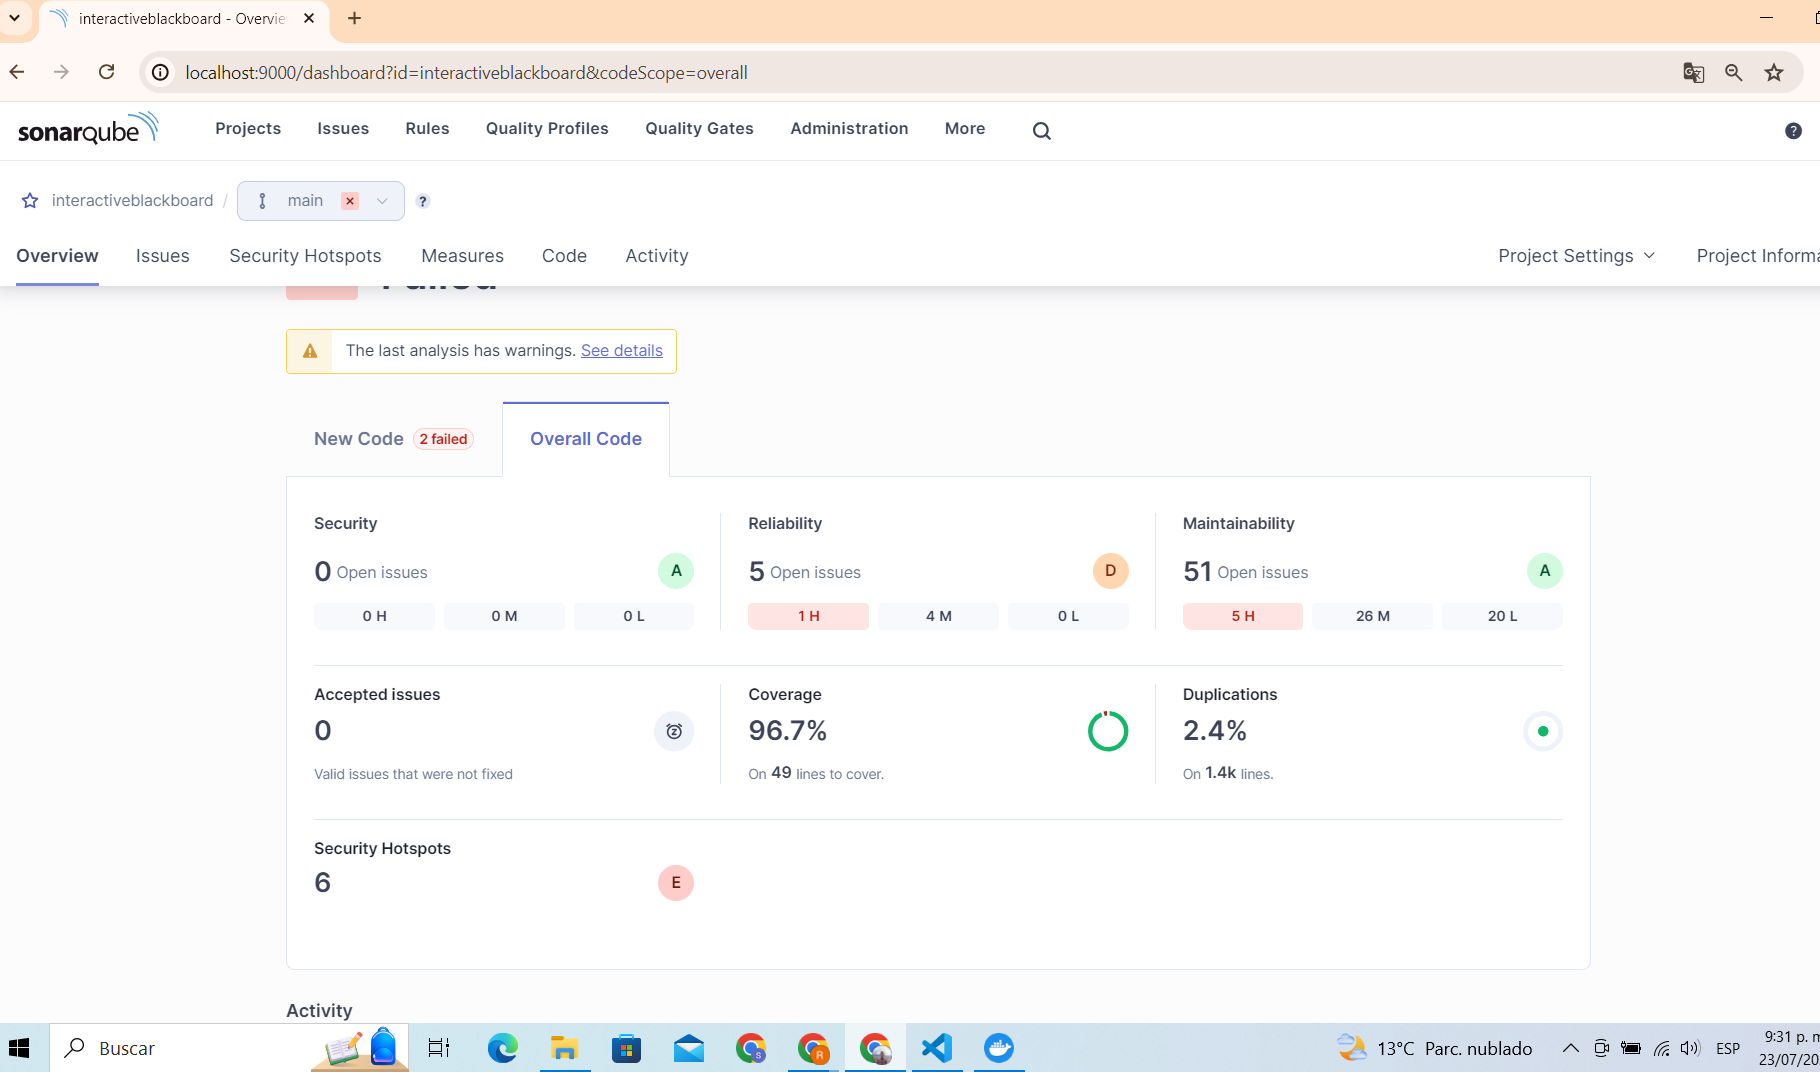 interactiveblackboard - Overvie
localhost:9000/dashboard?id=interactiveblackboard&codeScope=overall
sonarqube Projects Issues Rules Quality Profiles Quality Gates Administration More ?
interactiveblackboard / main ?
Overview Issues Security Hotspots Measures Code Activity Project Settings Project Informa
Failed
The last analysis has warnings. See details
New Code 2 failed Overall Code
Security Reliability Maintainability
0 Open issues A 5 Open issues D 51 Open issues A
0 H 0 M 0 L 1 H 4 M 0 L 5 H 26 M 20 L
Accepted issues Coverage Duplications
0 96.7% 2.4%
Valid issues that were not fixed On 49 lines to cover. On 1.4k lines.
Security Hotspots
6 E
Activity
Buscar S R 13°C Parc. nublado ESP 9:31 p. m
23/07/20